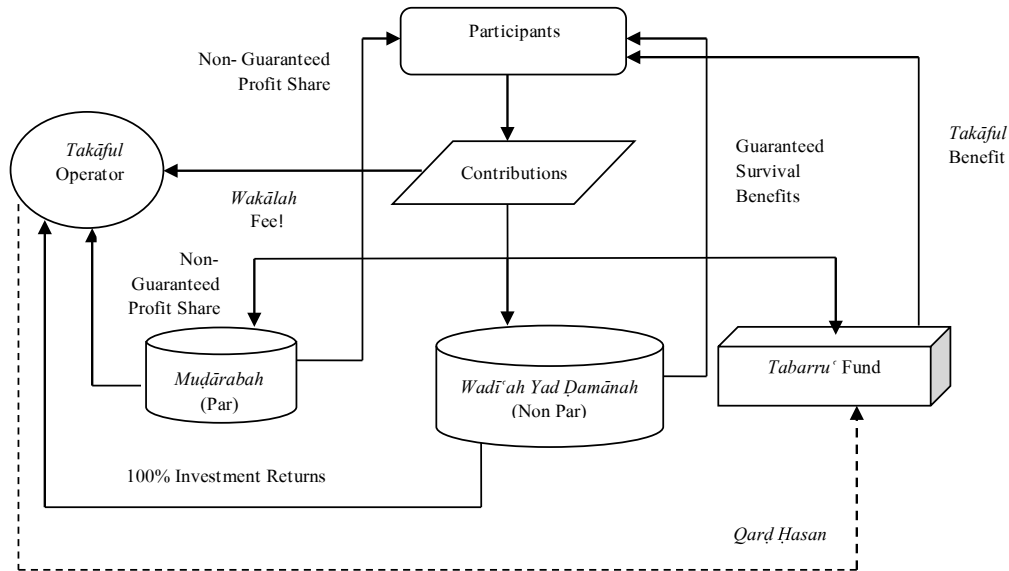 Participants
Non- Guaranteed
Profit Share
Takāful
Operator
Contributions
Wakālah
Fee!
Guaranteed
Survival
Benefits
Takāful
Benefit
Non-
Guaranteed
Profit Share
Muḍārabah
(Par)
Wadīʿah Yad Ḍamānah
(Non Par)
Tabarruʿ Fund
100% Investment Returns
Qarḍ Ḥasan